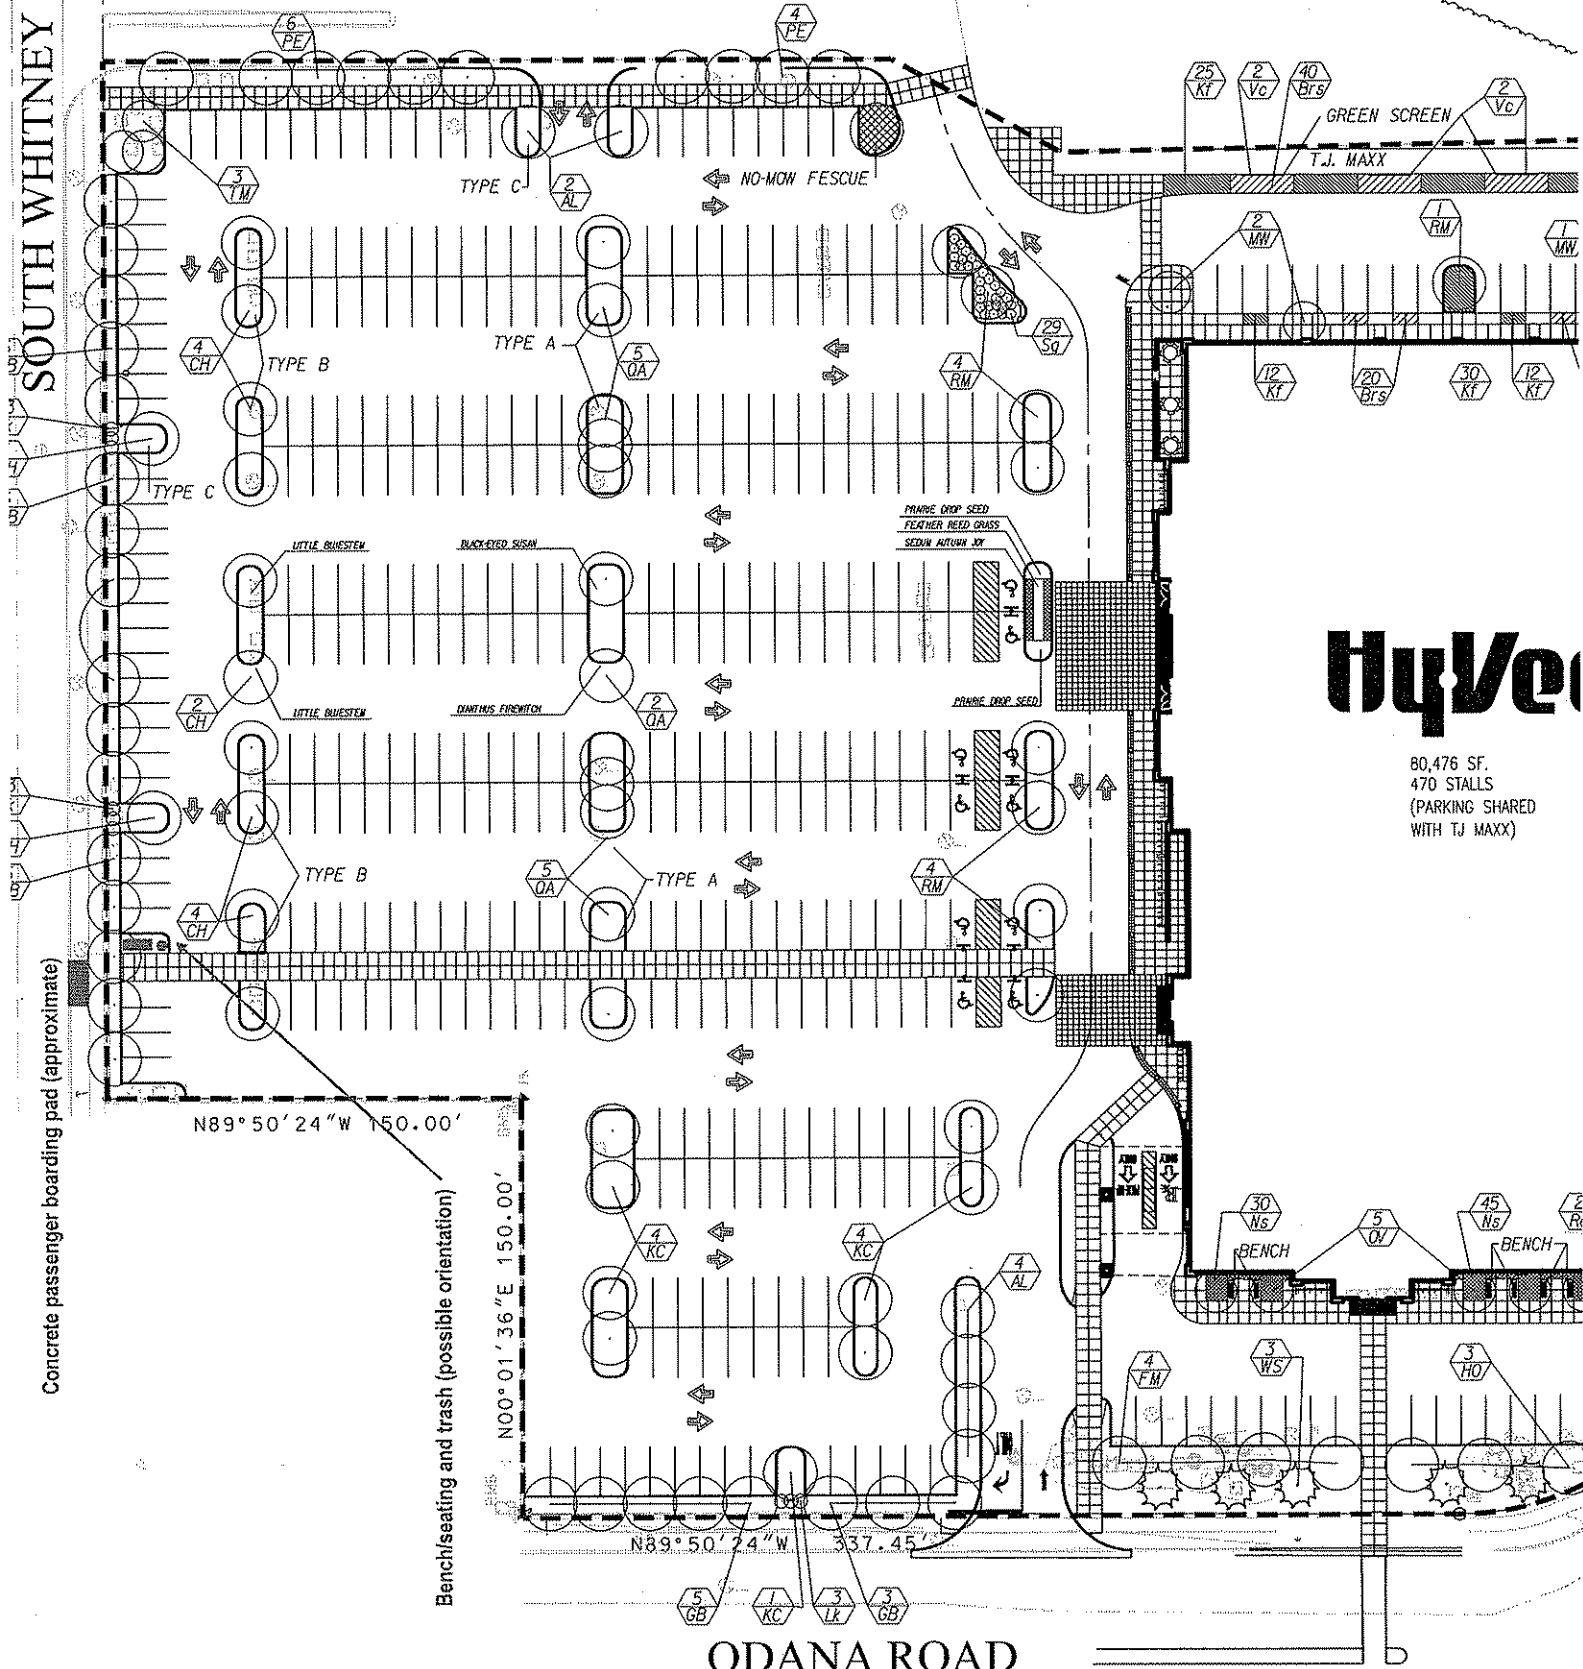 SOUTH WHITNEY
6
PE
4
PE
25
Kf
2
Vc
40
Brs
2
Vc
GREEN SCREEN
T.J. MAXX
3
TM
TYPE C
2
AL
NO-MOW FESCUE
2
MW
1
RM
1
MW
4
CH
TYPE B
TYPE A
5
QA
4
RM
29
Sq
12
Kf
20
Brs
30
Kf
12
Kf
TYPE C
LITTLE BLUESTEM
BLACK-EYED SUSAN
PRAIRIE DROP SEED
FEATHER REED GRASS
SEDUM AUTUMN JOY
2
CH
LITTLE BLUESTEM
DIANTHUS FIREWITCH
2
QA
PRAIRIE DROP SEED
HyVee
80,476 SF.
470 STALLS
(PARKING SHARED
WITH TJ MAXX)
4
CH
TYPE B
5
QA
TYPE A
4
RM
Concrete passenger boarding pad (approximate)
N89°50'24"W 150.00'
Bench/seating and trash (possible orientation)
N00°01'36"E 150.00'
4
KC
4
KC
4
AL
30
Ns
BENCH
5
OV
45
Ns
BENCH
4
FM
3
WS
3
HO
N89°50'24"W 337.45'
5
GB
1
KC
3
Lk
3
GB
ODANA ROAD